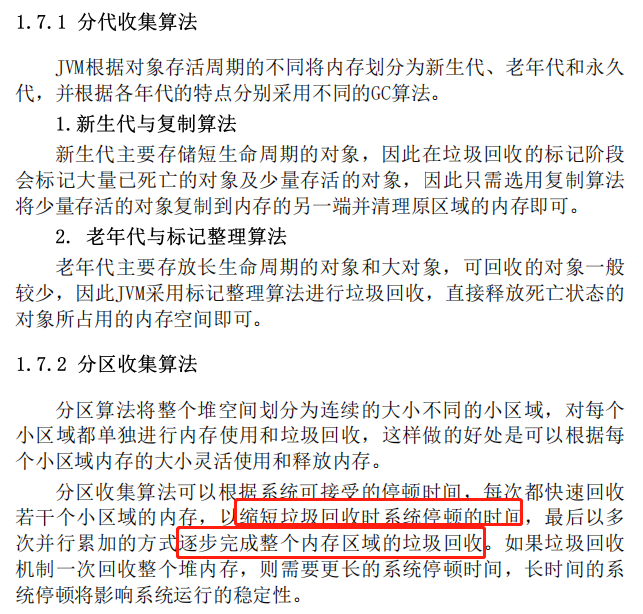 1.7.1 分代收集算法
JVM根据对象存活周期的不同将内存划分为新生代、老年代和永久
代，并根据各年代的特点分别采用不同的GC算法。
1.新生代与复制算法
新生代主要存储短生命周期的对象，因此在垃圾回收的标记阶段
会标记大量已死亡的对象及少量存活的对象，因此只需选用复制算法
将少量存活的对象复制到内存的另一端并清理原区域的内存即可。
2. 老年代与标记整理算法
老年代主要存放长生命周期的对象和大对象，可回收的对象一般
较少，因此JVM采用标记整理算法进行垃圾回收，直接释放死亡状态的
对象所占用的内存空间即可。
1.7.2 分区收集算法
分区算法将整个堆空间划分为连续的大小不同的小区域，对每个
小区域都单独进行内存使用和垃圾回收，这样做的好处是可以根据每
个小区域内存的大小灵活使用和释放内存。
分区收集算法可以根据系统可接受的停顿时间，每次都快速回收
若干个小区域的内存，以缩短垃圾回收时系统停顿的时间，最后以多
次并行累加的方式逐步完成整个内存区域的垃圾回收。如果垃圾回收
机制一次回收整个堆内存，则需要更长的系统停顿时间，长时间的系
统停顿将影响系统运行的稳定性。